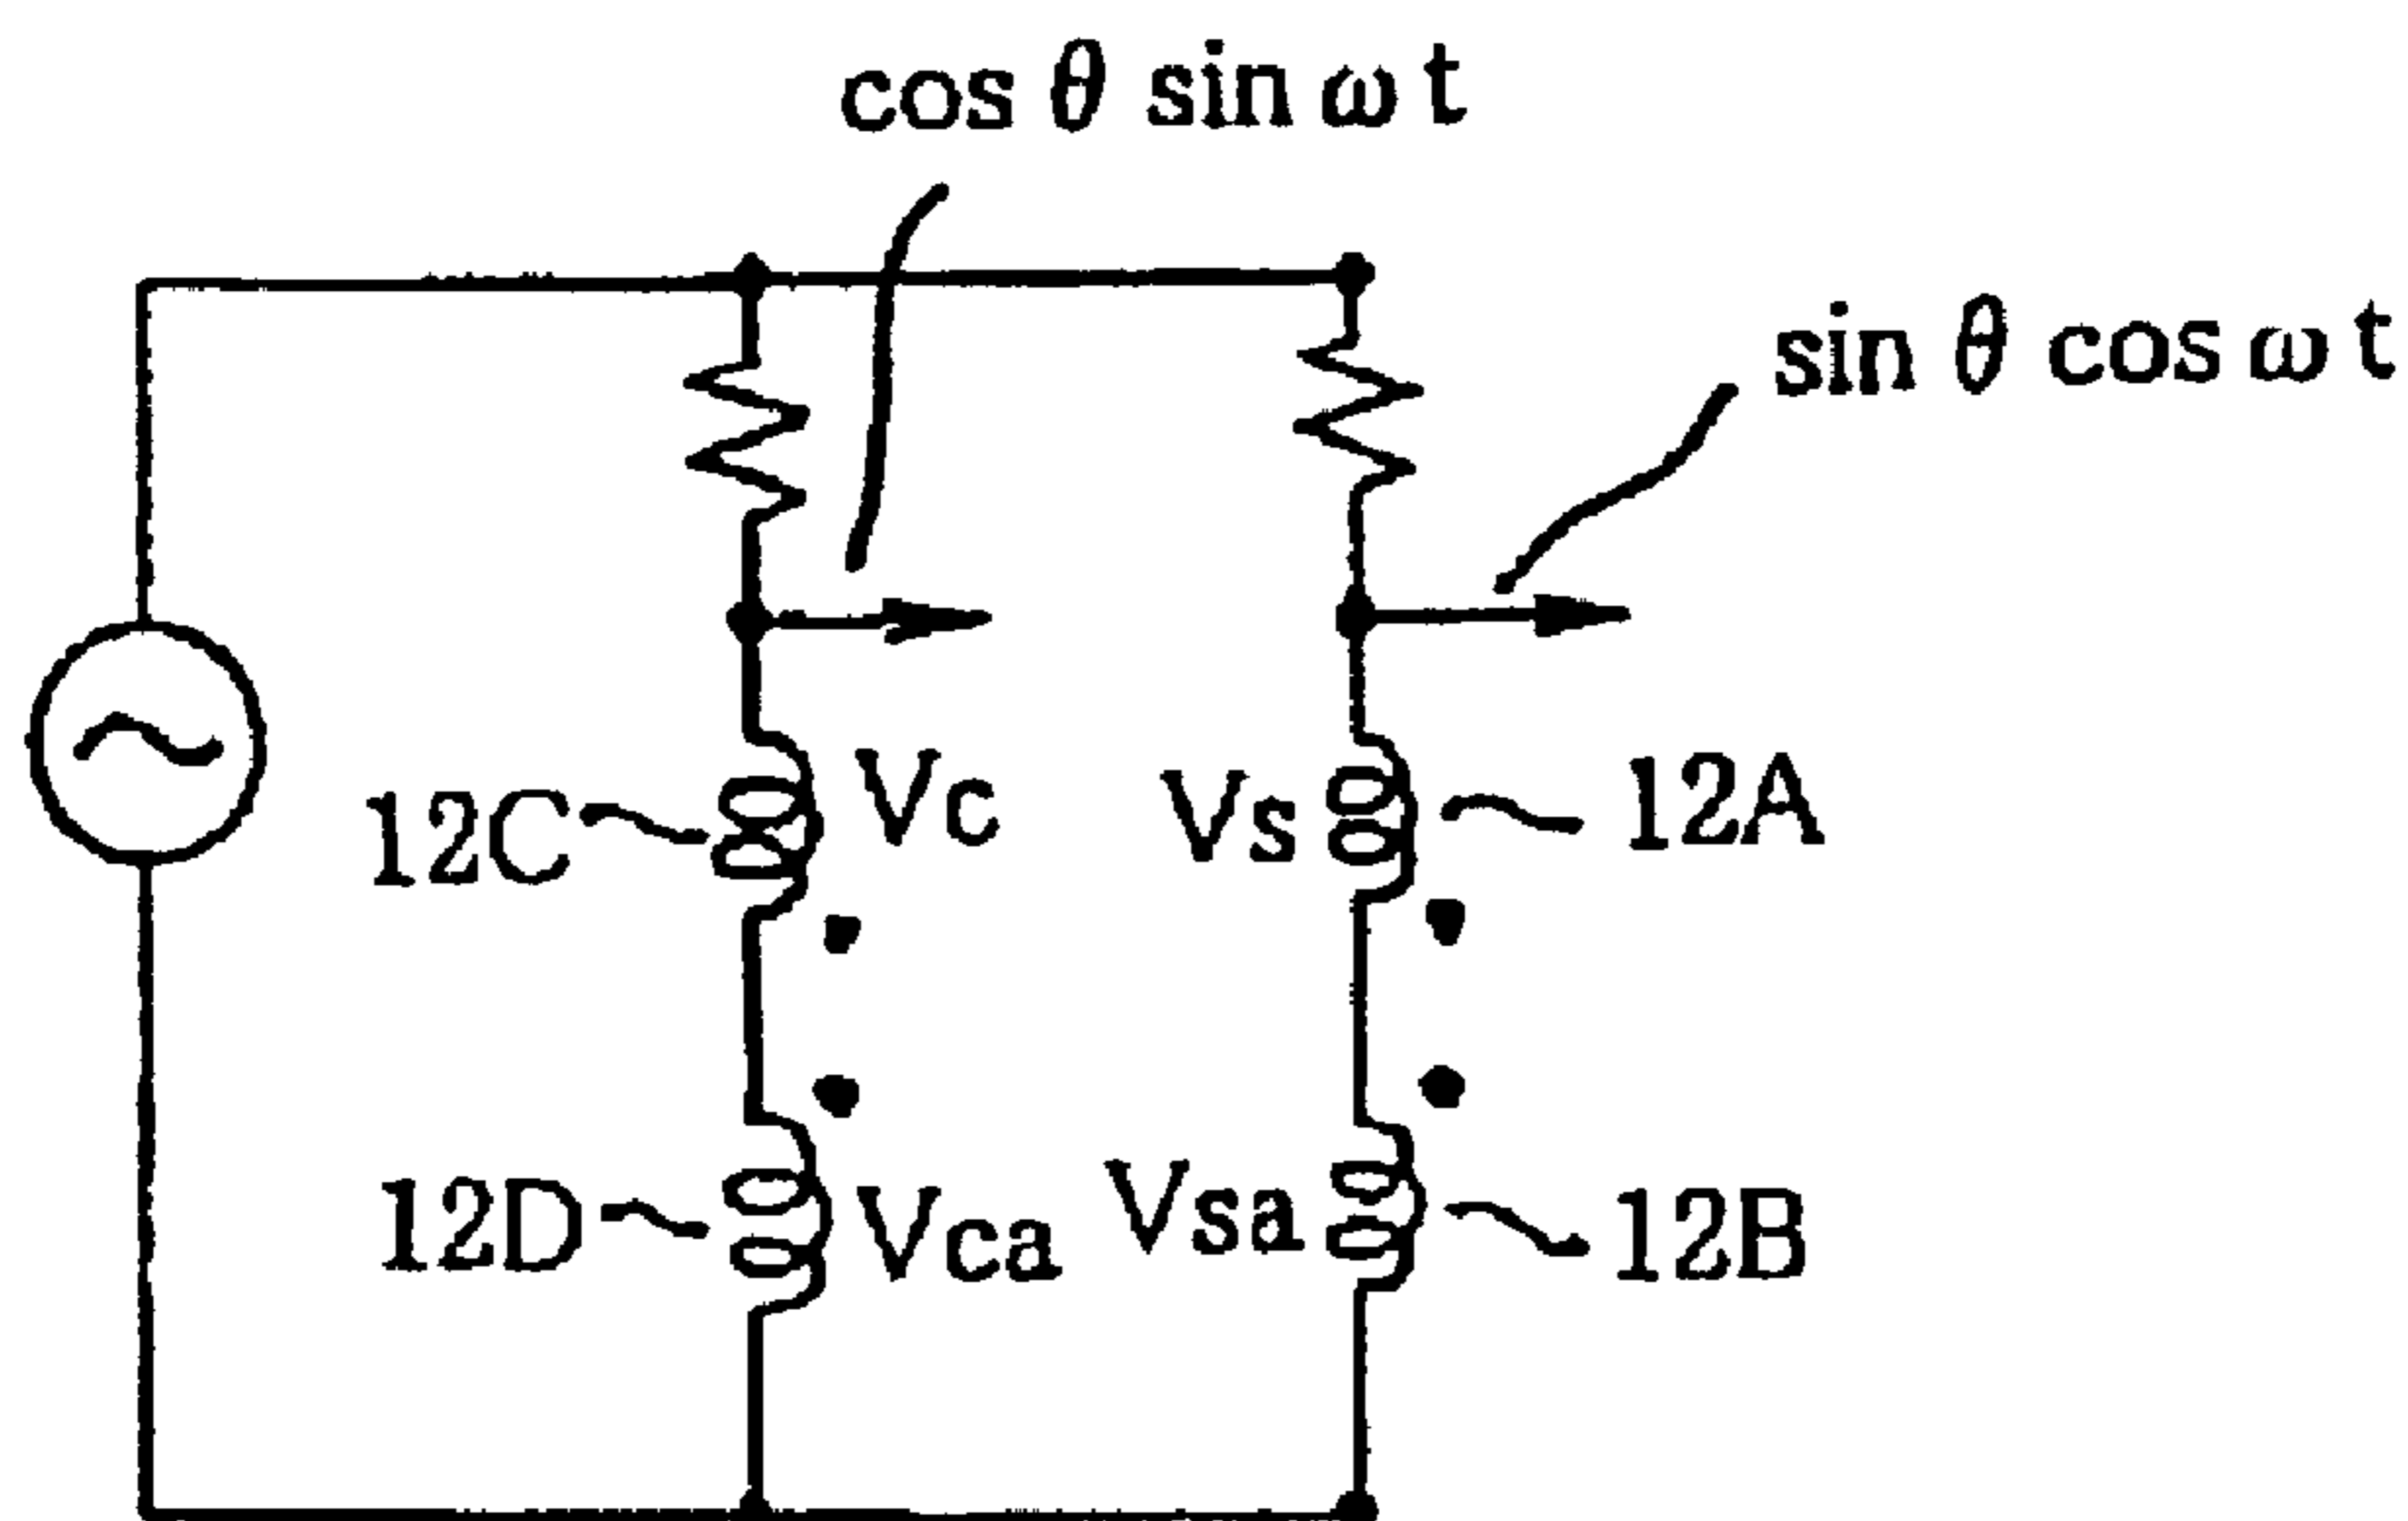 cos θ sin ω t
sin θ cos ω t
12C
Vc
Vs
12A
12D
Vca
Vsa
12B